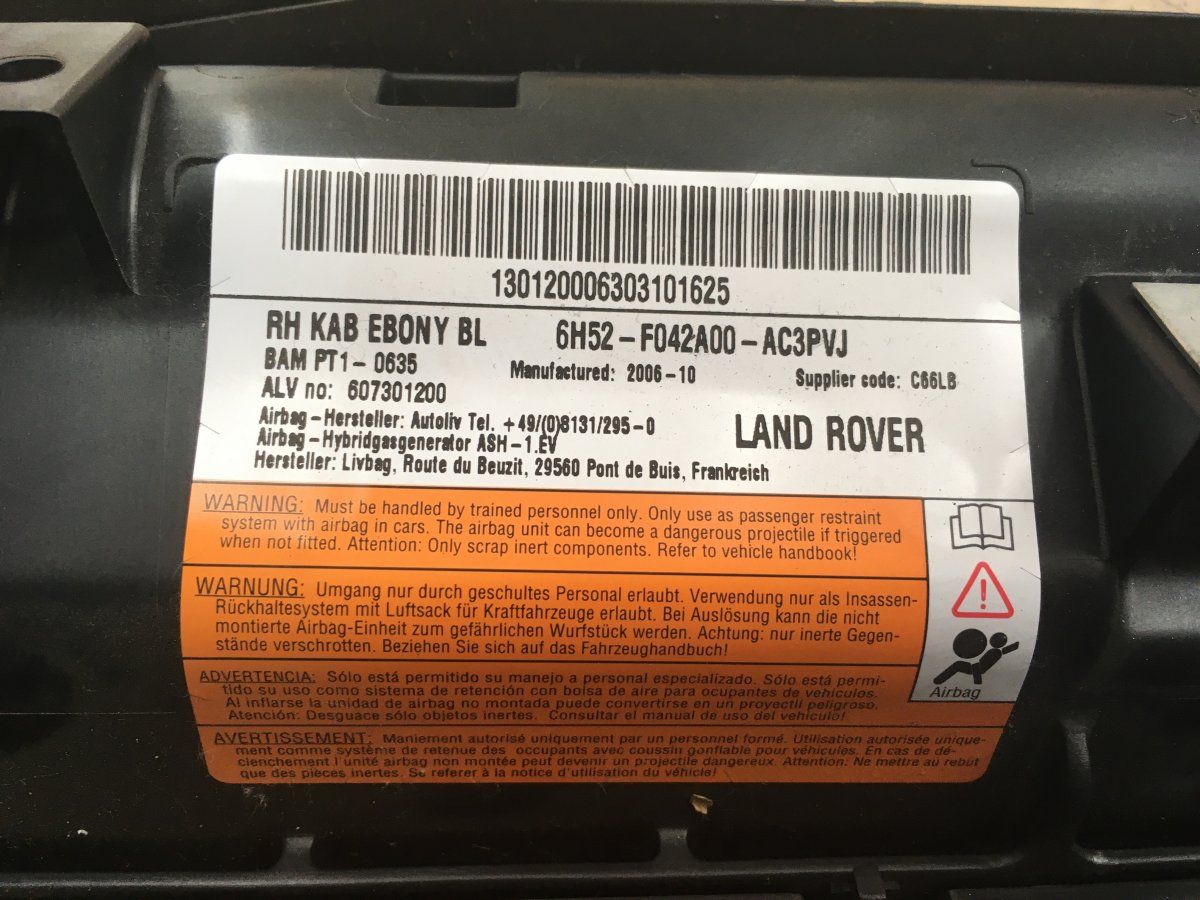 130120006303101625
RH KAB EBONY BL 6H52-F042A00-AC3PVJ
BAM PT1-0635 Manufactured: 2006-10 Supplier code: C66LB
ALV no: 607301200
Airbag-Hersteller: Autoliv Tel. +49/(0)8131/295-0 LAND ROVER
Airbag-Hybridgasgenerator ASH-1.EV
Hersteller: Livbag, Route du Beuzit, 29560 Pont de Buis, Frankreich
WARNING: Must be handled by trained personnel only. Only use as passenger restraint
system with airbag in cars. The airbag unit can become a dangerous projectile if triggered
when not fitted. Attention: Only scrap inert components. Refer to vehicle handbook!
WARNUNG: Umgang nur durch geschultes Personal erlaubt. Verwendung nur als Insassen-
Rückhaltesystem mit Luftsack für Kraftfahrzeuge erlaubt. Bei Auslösung kann die nicht
montierte Airbag-Einheit zum gefährlichen Wurfstück werden. Achtung: nur inerte Gegen-
stände verschrotten. Beziehen Sie sich auf das Fahrzeughandbuch!
Airbag
ADVERTENCIA: Sólo está permitido su manejo a personal especializado. Sólo está permi-
tido su uso como sistema de retención con bolsa de aire para ocupantes de vehículos.
Al inflarse la unidad de airbag no montada puede convertirse en un proyectil peligroso.
Atención: Desguace sólo objetos inertes. Consultar el manual de uso del vehículo!
AVERTISSEMENT: Maniement autorisé uniquement par un personnel formé. Utilisation autorisée unique-
ment comme système de retenue des occupants avec coussin gonflable pour véhicules. En cas de dé-
clenchement l'unité airbag non montée peut devenir un projectile dangereux. Attention: Ne mettre au rebut
que des pièces inertes. Se referer à la notice d'utilisation du véhicle!